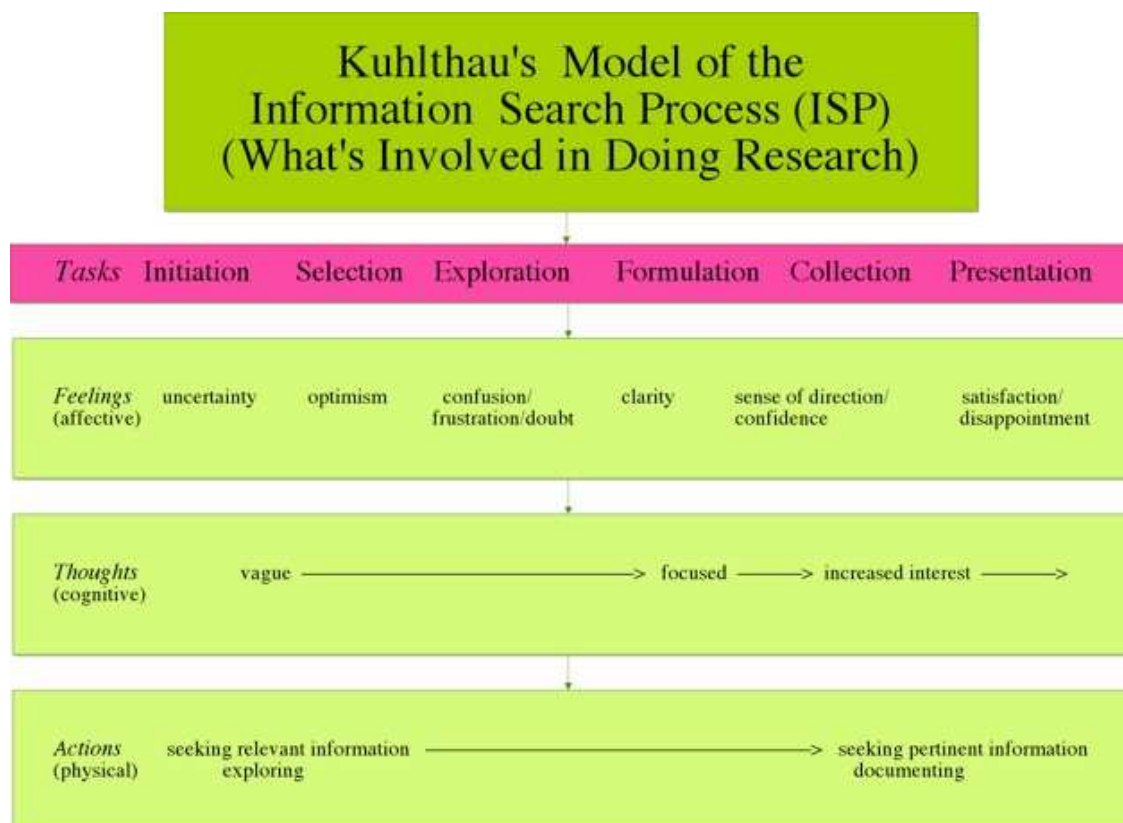 Kuhlthau's Model of the
Information Search Process (ISP)
(What's Involved in Doing Research)
Tasks Initiation Selection Exploration Formulation Collection Presentation
Feelings uncertainty optimism confusion/ clarity sense of direction/ satisfaction/
(affective) frustration/doubt confidence disappointment
Thoughts vague focused increased interest
(cognitive)
Actions seeking relevant information seeking pertinent information
(physical) exploring documenting